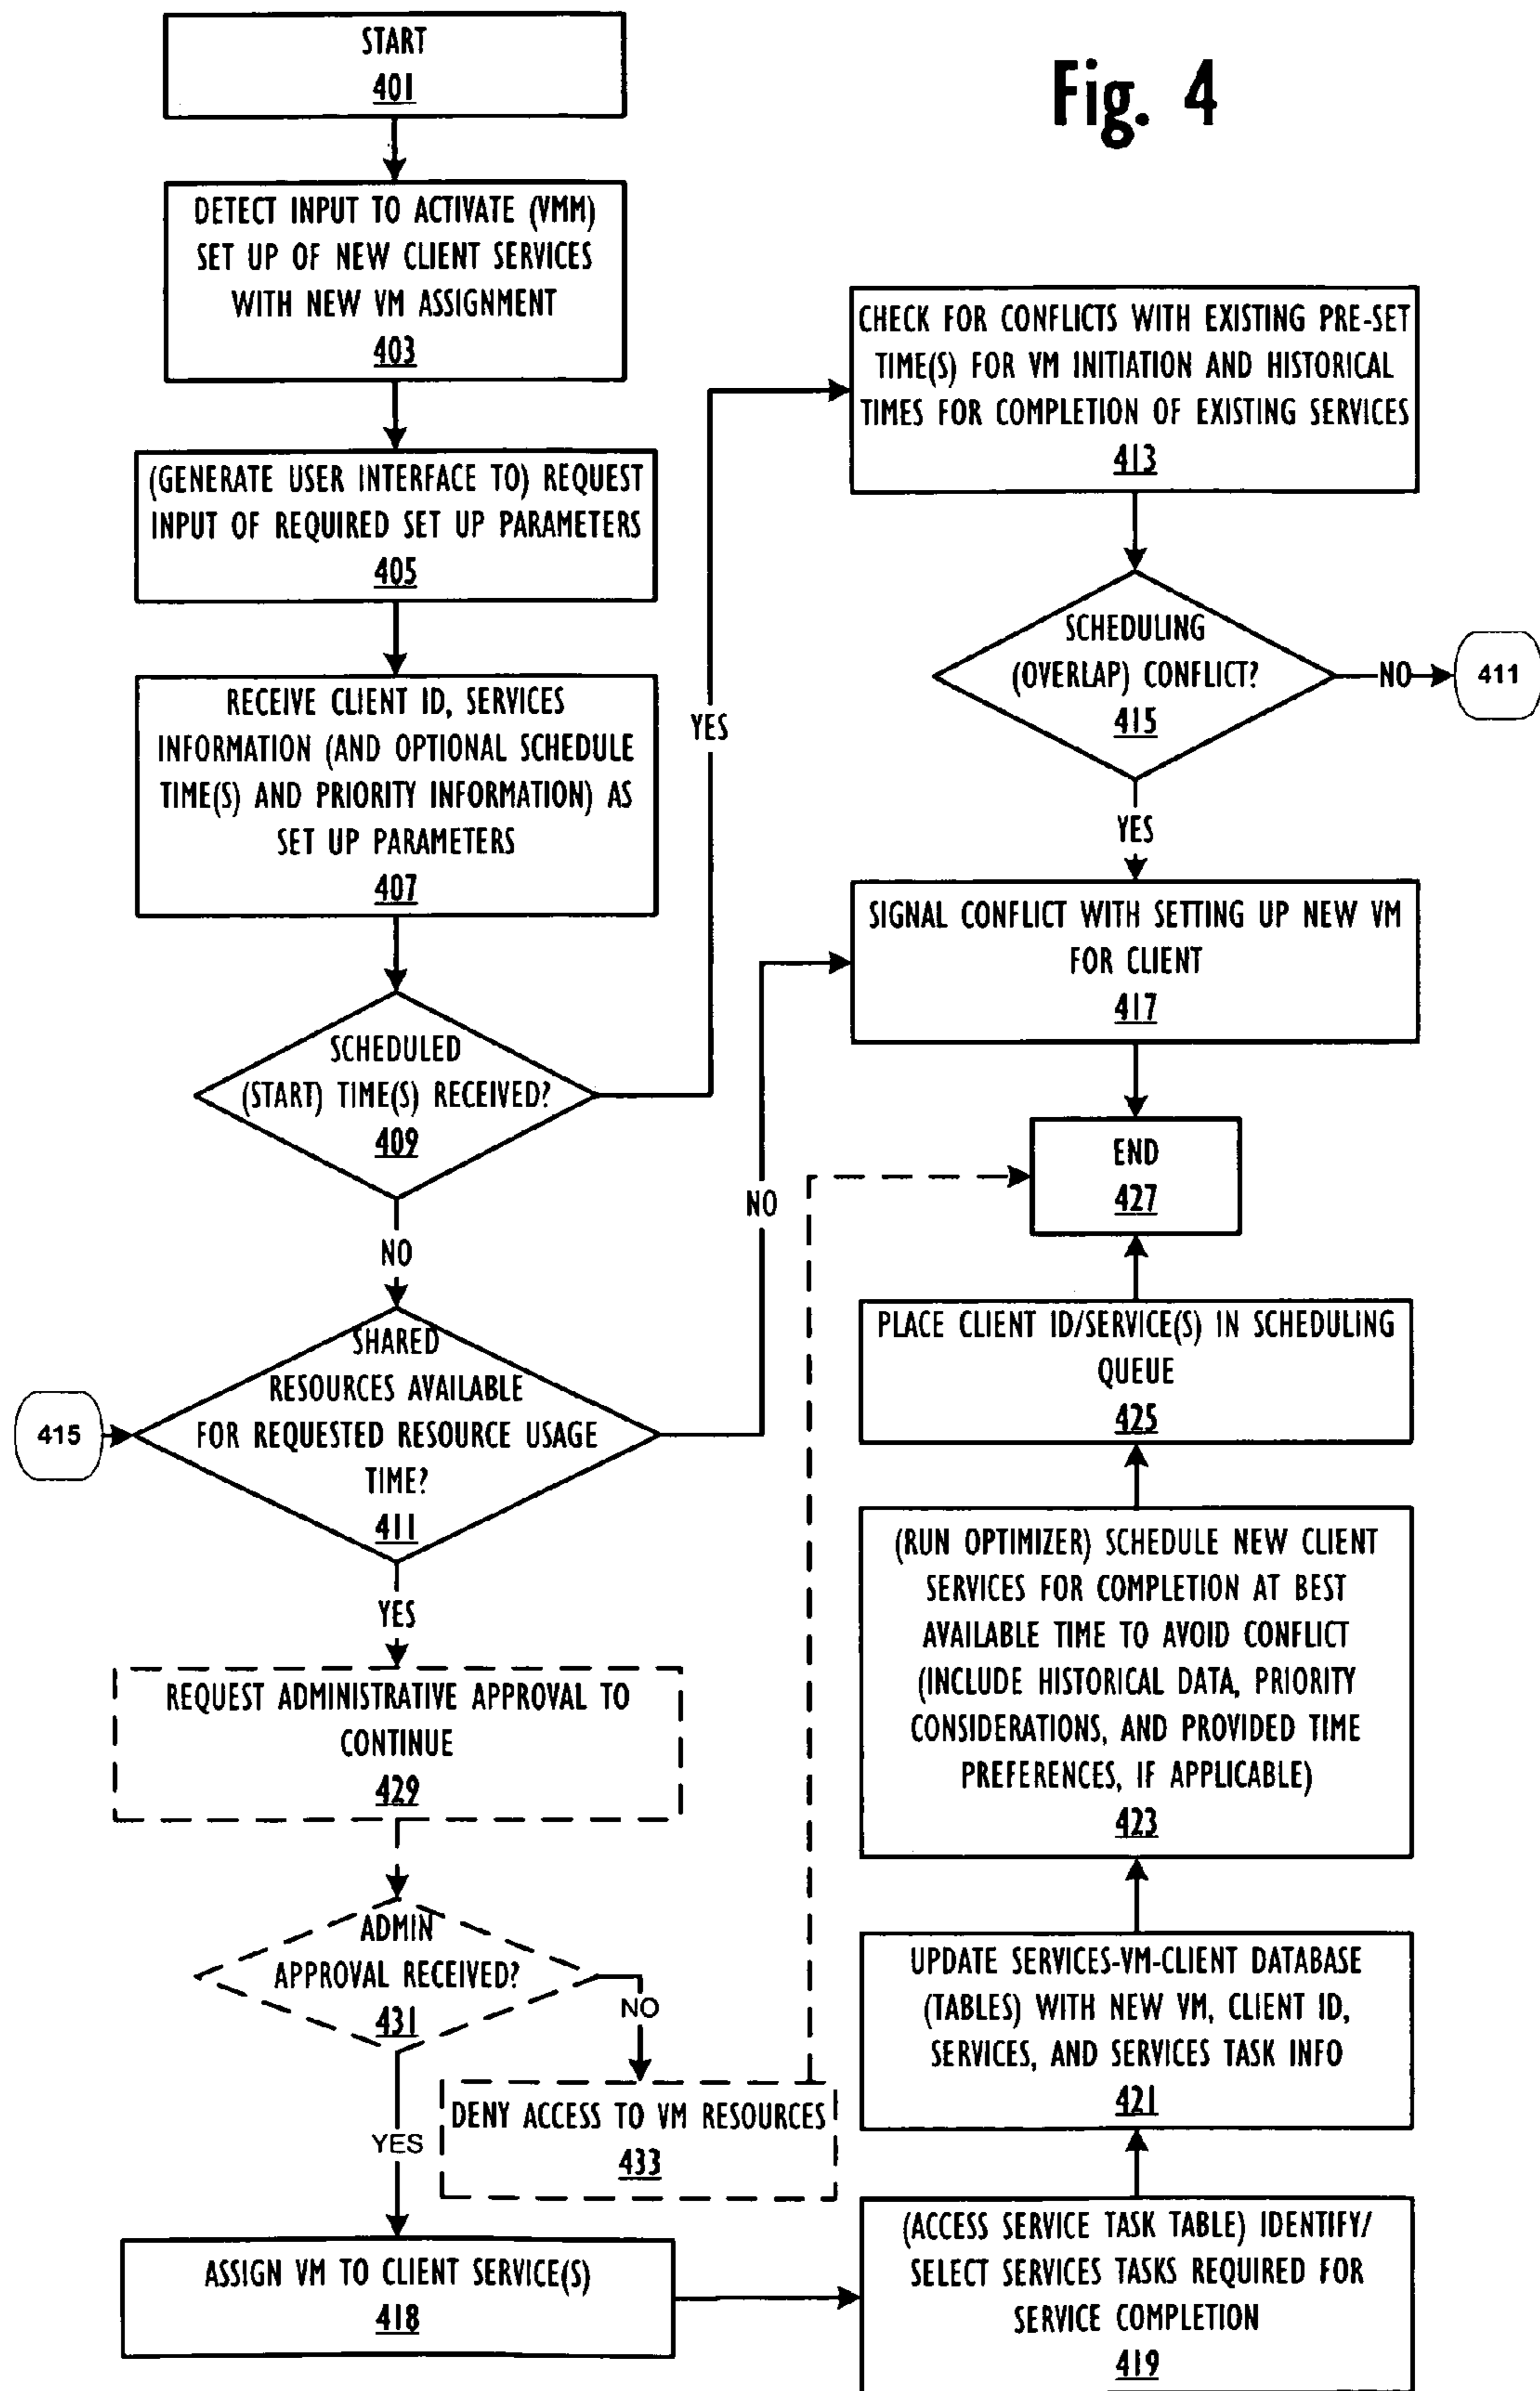 Fig. 4
START
401
DETECT INPUT TO ACTIVATE (VMM)
SET UP OF NEW CLIENT SERVICES
WITH NEW VM ASSIGNMENT
403
(GENERATE USER INTERFACE TO) REQUEST
INPUT OF REQUIRED SET UP PARAMETERS
405
RECEIVE CLIENT ID, SERVICES
INFORMATION (AND OPTIONAL SCHEDULE
TIME(S) AND PRIORITY INFORMATION) AS
SET UP PARAMETERS
407
SCHEDULED
(START) TIME(S) RECEIVED?
409
YES
NO
415
SHARED
RESOURCES AVAILABLE
FOR REQUESTED RESOURCE USAGE
TIME?
411
NO
YES
REQUEST ADMINISTRATIVE APPROVAL TO
CONTINUE
429
ADMIN
APPROVAL RECEIVED?
431
NO
YES
DENY ACCESS TO VM RESOURCES
433
ASSIGN VM TO CLIENT SERVICE(S)
418
CHECK FOR CONFLICTS WITH EXISTING PRE-SET
TIME(S) FOR VM INITIATION AND HISTORICAL
TIMES FOR COMPLETION OF EXISTING SERVICES
413
SCHEDULING
(OVERLAP) CONFLICT?
415
NO
411
YES
SIGNAL CONFLICT WITH SETTING UP NEW VM
FOR CLIENT
417
END
427
PLACE CLIENT ID/SERVICE(S) IN SCHEDULING
QUEUE
425
(RUN OPTIMIZER) SCHEDULE NEW CLIENT
SERVICES FOR COMPLETION AT BEST
AVAILABLE TIME TO AVOID CONFLICT
(INCLUDE HISTORICAL DATA, PRIORITY
CONSIDERATIONS, AND PROVIDED TIME
PREFERENCES, IF APPLICABLE)
423
UPDATE SERVICES-VM-CLIENT DATABASE
(TABLES) WITH NEW VM, CLIENT ID,
SERVICES, AND SERVICES TASK INFO
421
(ACCESS SERVICE TASK TABLE) IDENTIFY/
SELECT SERVICES TASKS REQUIRED FOR
SERVICE COMPLETION
419